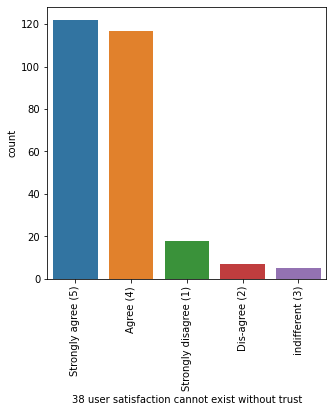 120
100
80
60
40
20
0
count
Strongly agree (5)
Agree (4)
Strongly disagree (1)
Dis-agree (2)
indifferent (3)
38 user satisfaction cannot exist without trust